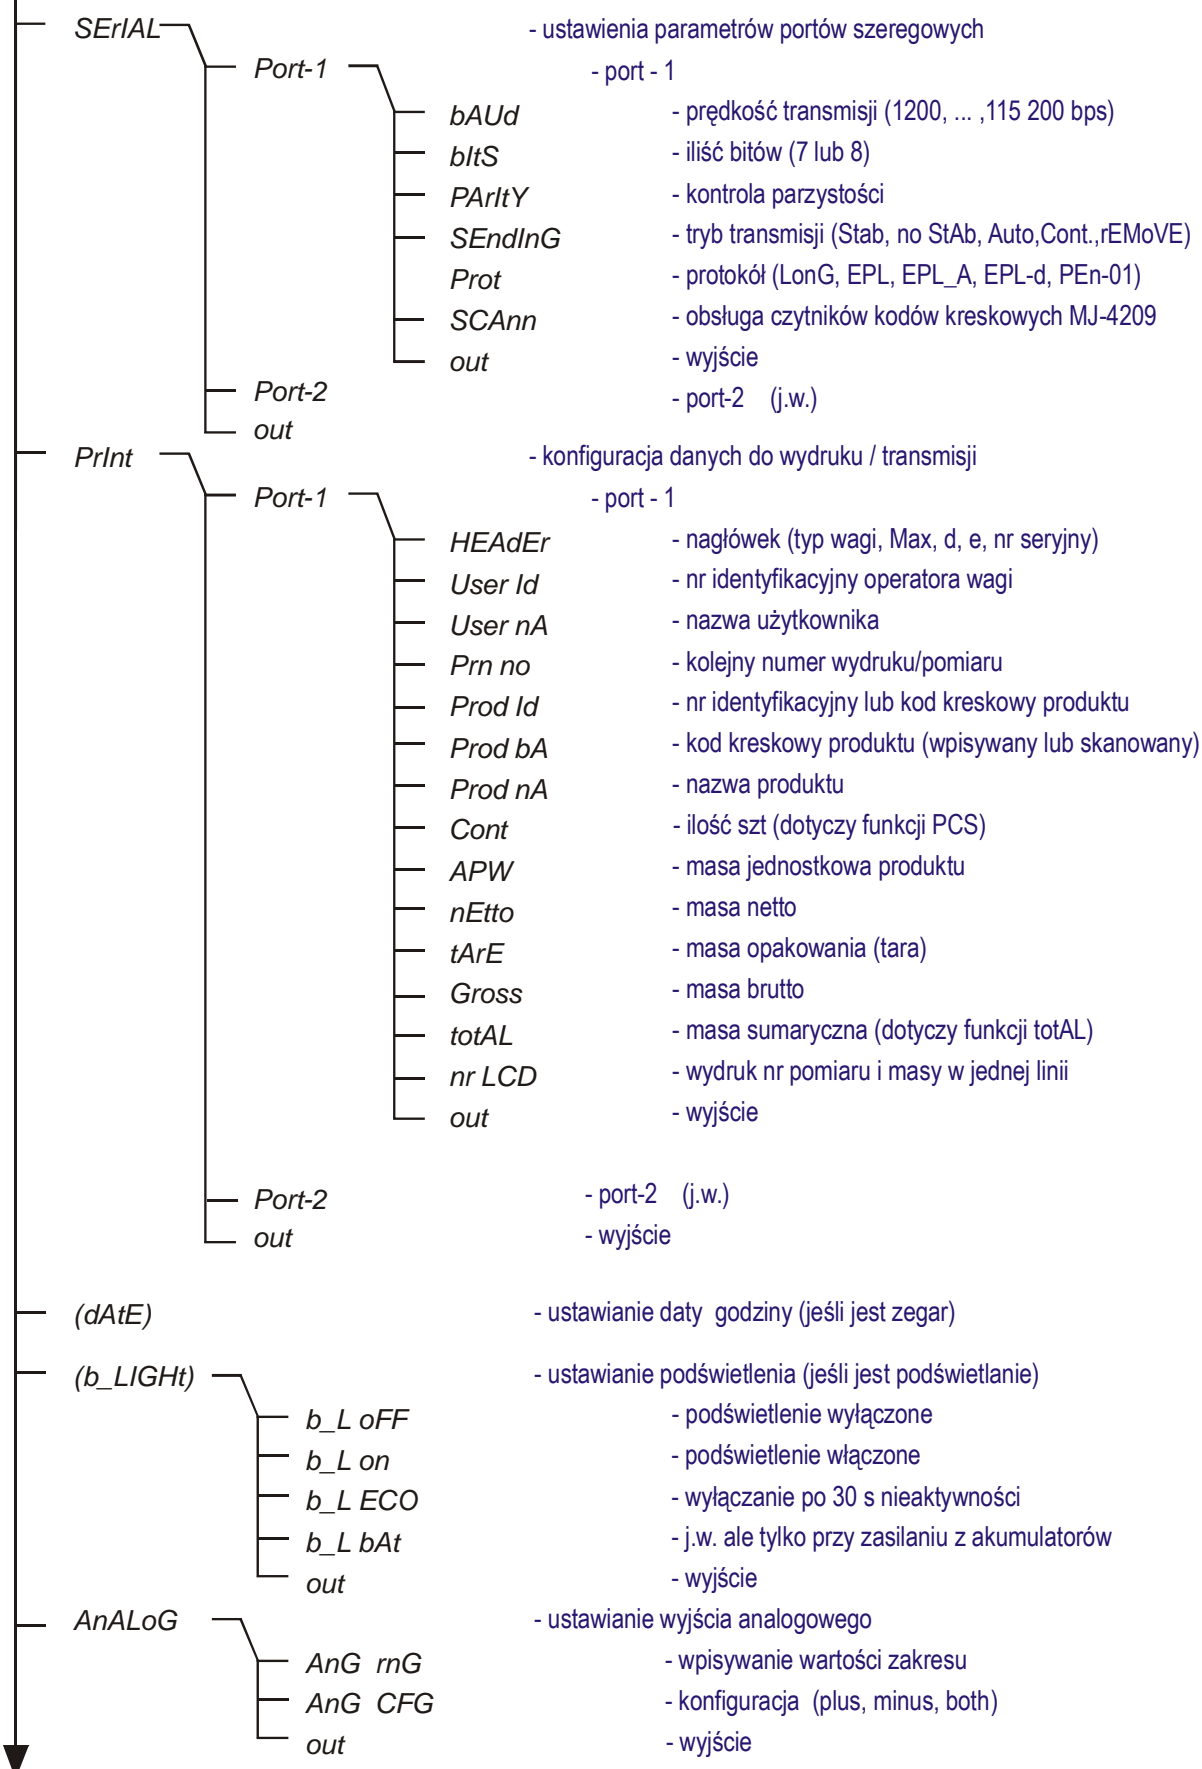 SErIAL - ustawienia parametrów portów szeregowych
Port-1 - port - 1
bAUd - prędkość transmisji (1200, ... ,115 200 bps)
bItS - iliść bitów (7 lub 8)
PArItY - kontrola parzystości
SEndInG - tryb transmisji (Stab, no StAb, Auto,Cont.,rEMoVE)
Prot - protokół (LonG, EPL, EPL_A, EPL-d, PEn-01)
SCAnn - obsługa czytników kodów kreskowych MJ-4209
out - wyjście
Port-2 - port-2 (j.w.)
out
PrInt - konfiguracja danych do wydruku / transmisji
Port-1 - port - 1
HEAdEr - nagłówek (typ wagi, Max, d, e, nr seryjny)
User Id - nr identyfikacyjny operatora wagi
User nA - nazwa użytkownika
Prn no - kolejny numer wydruku/pomiaru
Prod Id - nr identyfikacyjny lub kod kreskowy produktu
Prod bA - kod kreskowy produktu (wpisywany lub skanowany)
Prod nA - nazwa produktu
Cont - ilość szt (dotyczy funkcji PCS)
APW - masa jednostkowa produktu
nEtto - masa netto
tArE - masa opakowania (tara)
Gross - masa brutto
totAL - masa sumaryczna (dotyczy funkcji totAL)
nr LCD - wydruk nr pomiaru i masy w jednej linii
out - wyjście
Port-2 - port-2 (j.w.)
out - wyjście
(dAtE) - ustawianie daty godziny (jeśli jest zegar)
(b_LIGHt) - ustawianie podświetlenia (jeśli jest podświetlanie)
b_L oFF - podświetlenie wyłączone
b_L on - podświetlenie włączone
b_L ECO - wyłączanie po 30 s nieaktywności
b_L bAt - j.w. ale tylko przy zasilaniu z akumulatorów
out - wyjście
AnALoG - ustawianie wyjścia analogowego
AnG rnG - wpisywanie wartości zakresu
AnG CFG - konfiguracja (plus, minus, both)
out - wyjście